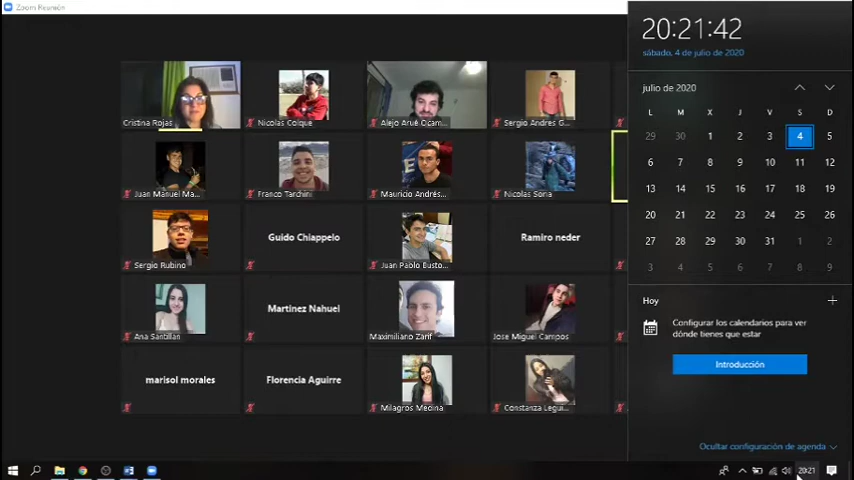 Zoom Reunión
20:21:42
sábado, 4 de julio de 2020
julio de 2020
L M X J V S D
29 30 1 2 3 4 5
6 7 8 9 10 11 12
13 14 15 16 17 18 19
20 21 22 23 24 25 26
27 28 29 30 31 1 2
3 4 5 6 7 8 9
Hoy
Configurar los calendarios para ver
dónde tienes que estar
Introducción
Ocultar configuración de agenda
Cristina Rojas
Nicolas Colque
Alejo Arué Ocam...
Sergio Andres G...
Juan Manuel Ma...
Franco Tarchini
Mauricio Andrés...
Nicolas Soria
Sergio Rubino
Guido Chiappelo
Juan Pablo Busto...
Ramiro neder
Ana Santillan
Martinez Nahuel
Maximiliano Zarif
Jose Miguel Campos
marisol morales
Florencia Aguirre
Milagros Medina
Constanza Legui...
20:21